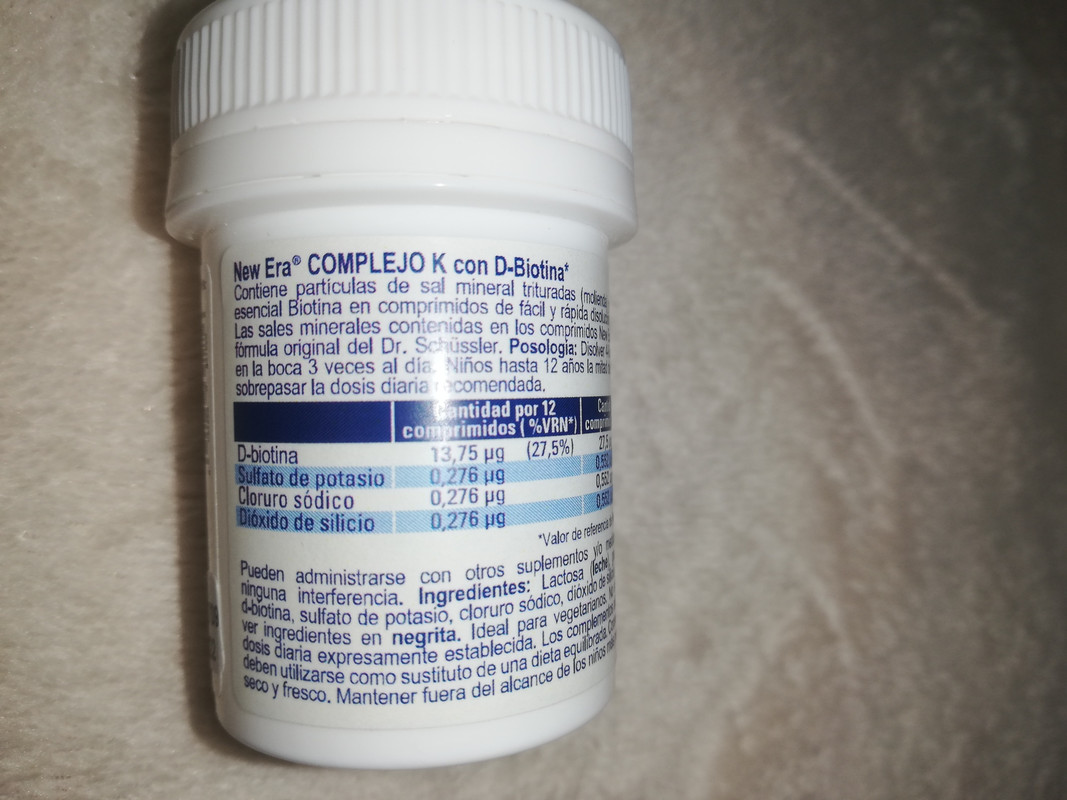 New Era® COMPLEJO K con D-Biotina*
Contiene partículas de sal mineral trituradas (molienda
esencial Biotina en comprimidos de fácil y rápida
Las sales minerales contenidas en los comprimidos New
fórmula original del Dr. Schüssler. Posología: Disolver
en la boca 3 veces al día. Niños hasta 12 años la mitad
sobrepasar la dosis diaria recomendada.
Cantidad por 12
comprimidos ( %VRN*)
D-biotina 13,75 µg (27,5%)
Sulfato de potasio 0,276 µg
Cloruro sódico 0,276 µg 0,552
Dióxido de silicio 0,276 µg
*Valor de referencia
Pueden administrarse con otros suplementos y/o
ninguna interferencia. Ingredientes: Lactosa (leche),
d-biotina, sulfato de potasio, cloruro sódico, dióxido de
ver ingredientes en negrita. Ideal para vegetarianos. No
dosis diaria expresamente establecida. Los complementos
deben utilizarse como sustituto de una dieta equilibrada.
seco y fresco. Mantener fuera del alcance de los niños más